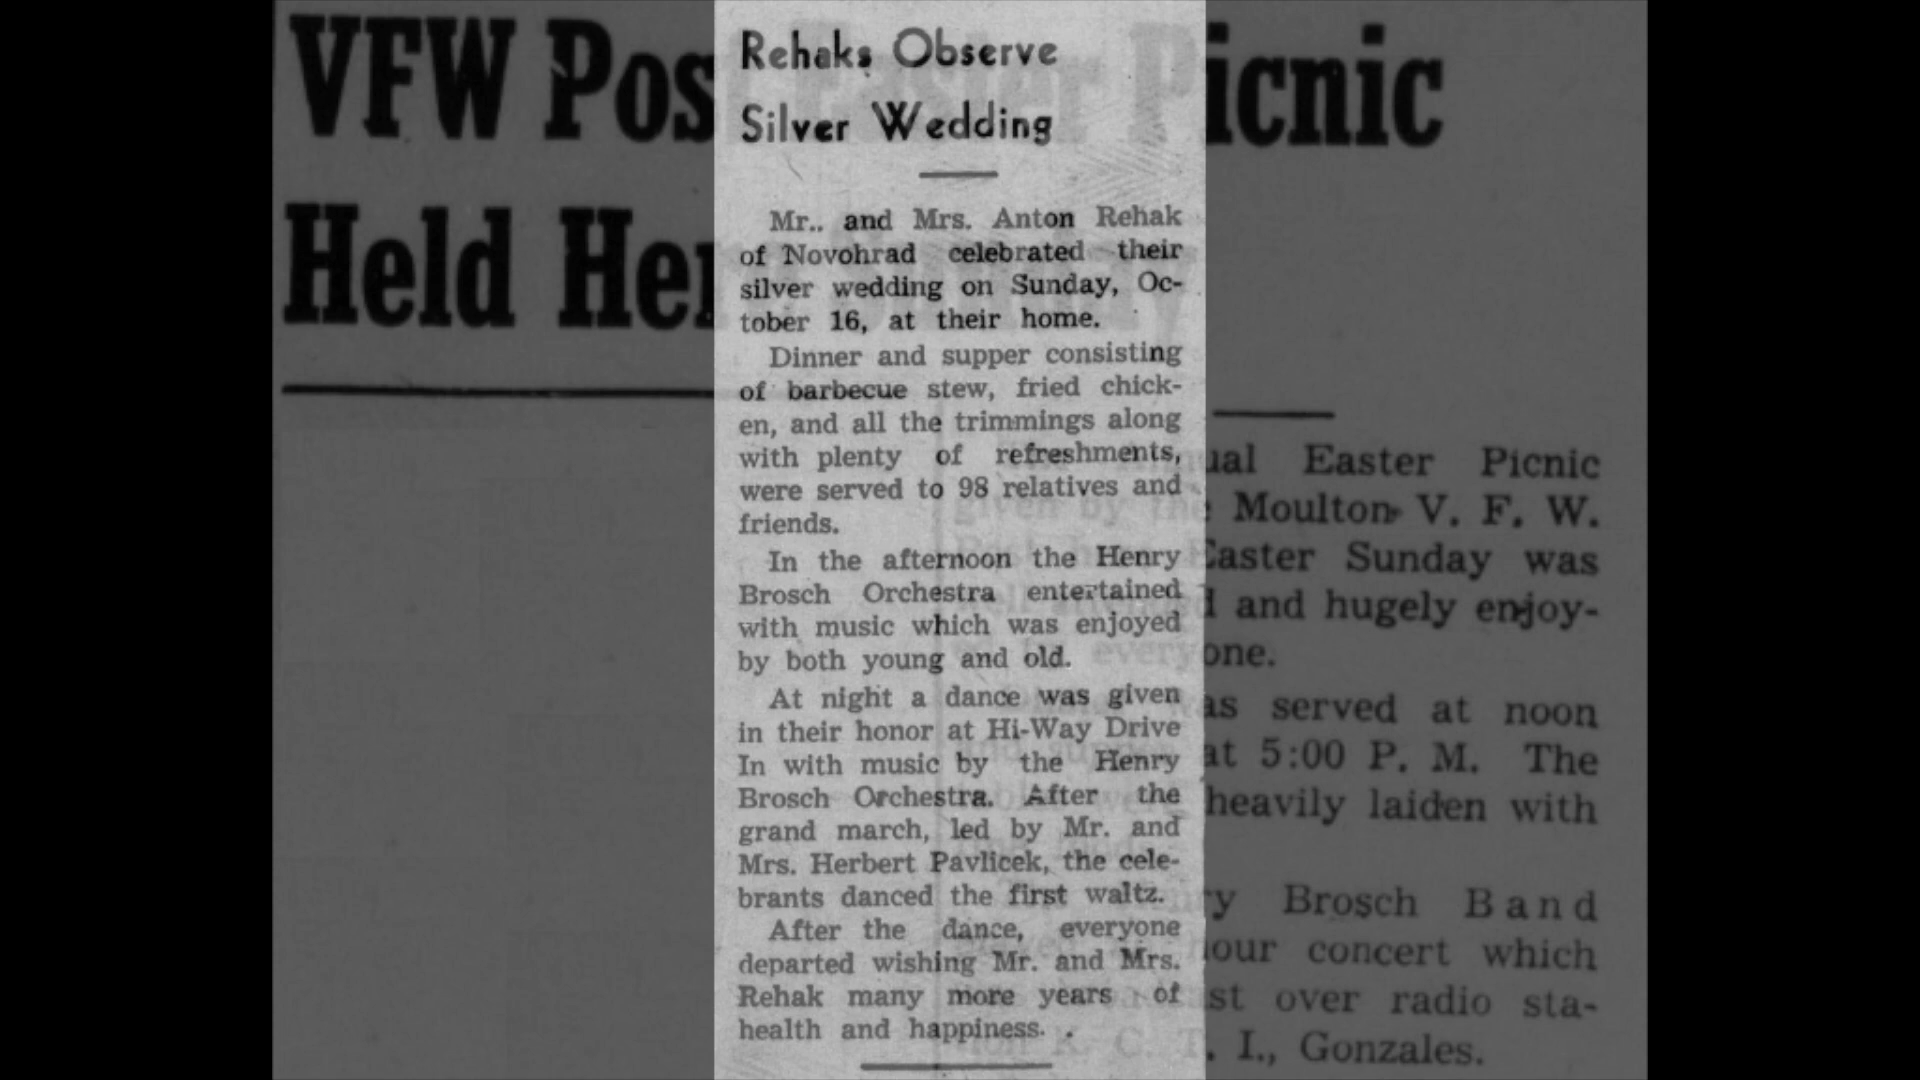 VFW Pos
Picnic
Held Her
Rehaks Observe
Silver Wedding
Mr.. and Mrs. Anton Rehak
of Novohrad celebrated their
silver wedding on Sunday, Oc-
tober 16, at their home.
Dinner and supper consisting
of barbecue stew, fried chick-
en, and all the trimmings along
with plenty of refreshments,
were served to 98 relatives and
friends.
In the afternoon the Henry
Brosch Orchestra entertained
with music which was enjoyed
by both young and old.
At night a dance was given
in their honor at Hi-Way Drive
In with music by the Henry
Brosch Orchestra. After the
grand march, led by Mr. and
Mrs. Herbert Pavlicek, the cele-
brants danced the first waltz.
After the dance, everyone
departed wishing Mr. and Mrs.
Rehak many more years of
health and happiness.
ual Easter Picnic
given by the Moulton V. F. W.
Easter Sunday was
and hugely enjoy-
everyone.
as served at noon
at 5:00 P. M. The
heavily laiden with
ry Brosch Band
hour concert which
st over radio sta-
K. C. T. I., Gonzales.